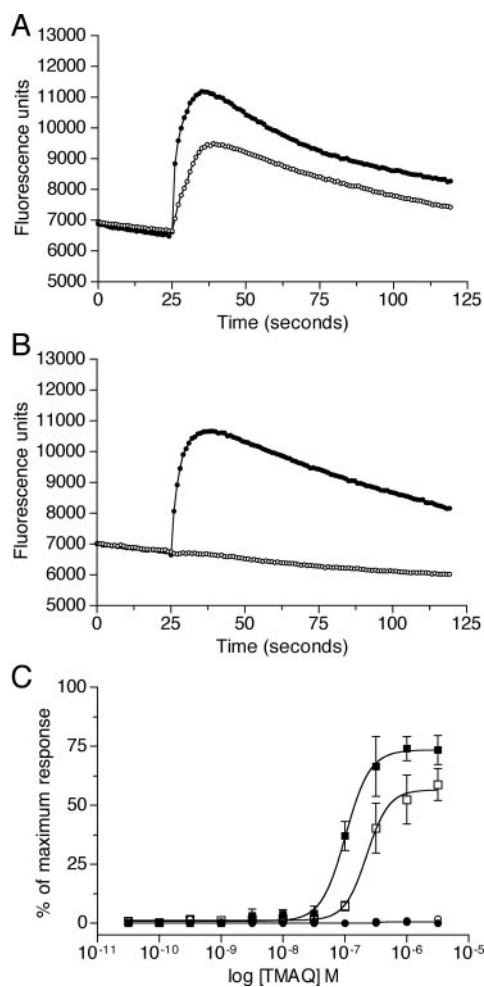 A
13000
12000
11000
10000
9000
8000
7000
6000
5000
Fluorescence units
0 25 50 75 100 125
Time (seconds)
B
13000
12000
11000
10000
9000
8000
7000
6000
5000
Fluorescence units
0 25 50 75 100 125
Time (seconds)
C
100
75
50
25
0
% of maximum response
10⁻¹¹ 10⁻¹⁰ 10⁻⁹ 10⁻⁸ 10⁻⁷ 10⁻⁶ 10⁻⁵
log [TMAQ] M